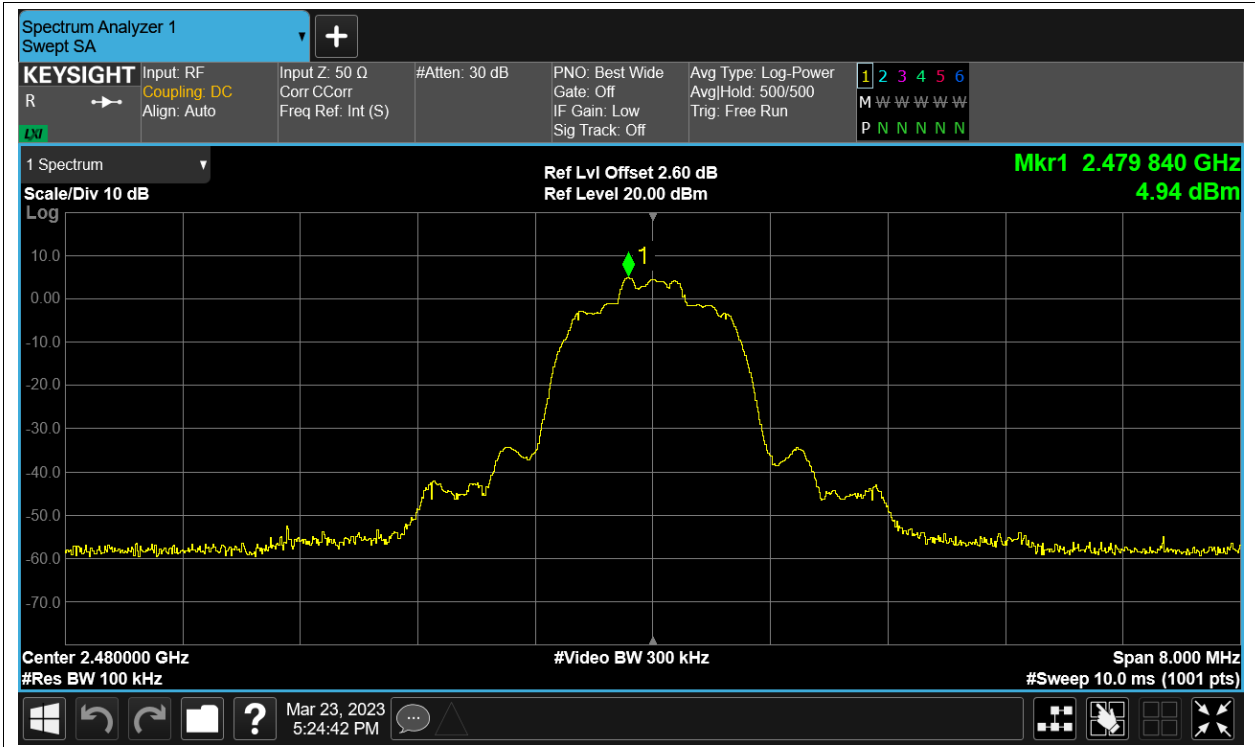 Spectrum Analyzer 1
Swept SA
+
KEYSIGHT
R
LXI
Input: RF
Coupling: DC
Align: Auto
Input Z: 50 Ω
Corr CCorr
Freq Ref: Int (S)
#Atten: 30 dB
PNO: Best Wide
Gate: Off
IF Gain: Low
Sig Track: Off
Avg Type: Log-Power
Avg|Hold: 500/500
Trig: Free Run
1 2 3 4 5 6
M W W W W W
P N N N N N
1 Spectrum
Scale/Div 10 dB
Log
Ref Lvl Offset 2.60 dB
Ref Level 20.00 dBm
Mkr1 2.479 840 GHz
4.94 dBm
1
10.0
0.00
-10.0
-20.0
-30.0
-40.0
-50.0
-60.0
-70.0
Center 2.480000 GHz
#Res BW 100 kHz
#Video BW 300 kHz
Span 8.000 MHz
#Sweep 10.0 ms (1001 pts)
?
Mar 23, 2023
5:24:42 PM